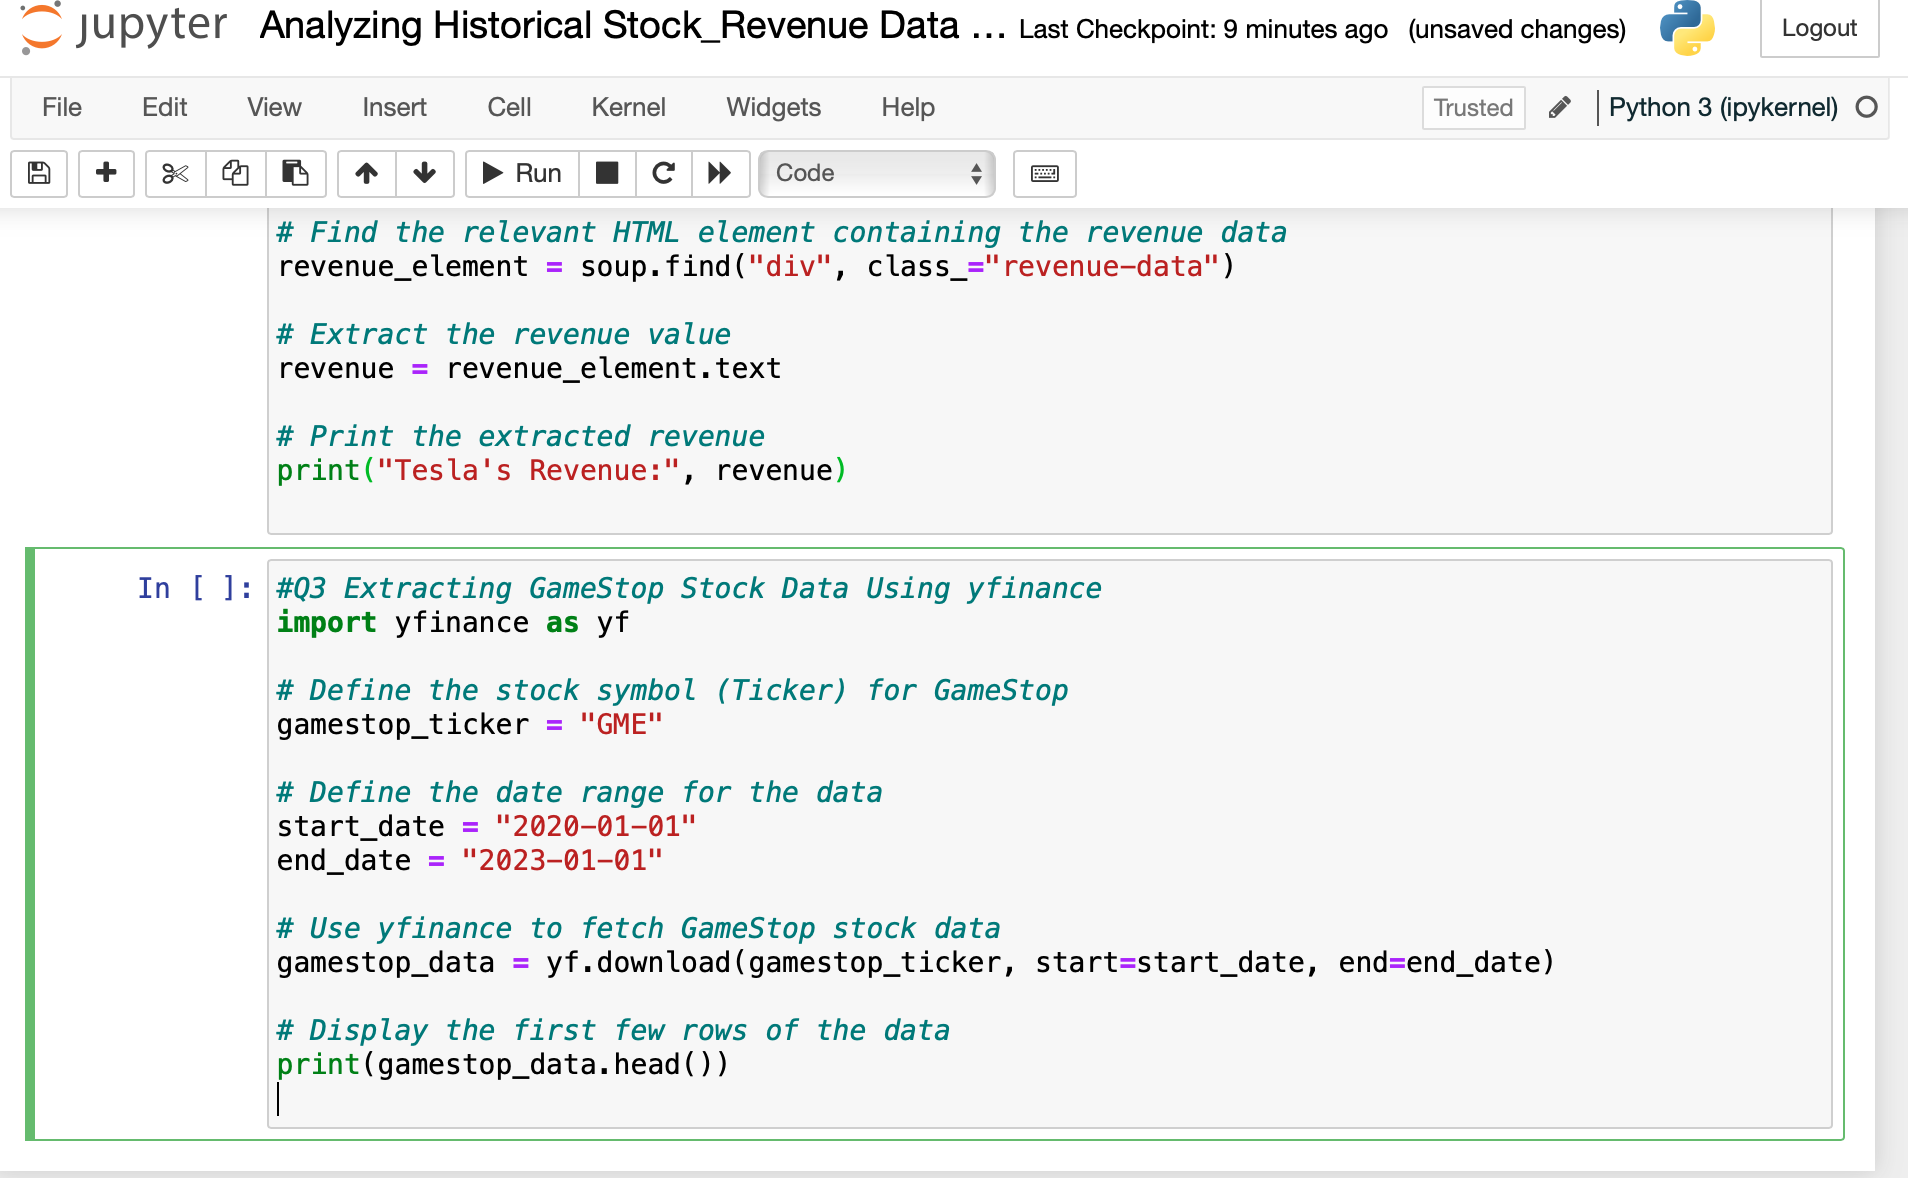 jupyter Analyzing Historical Stock_Revenue Data ... Last Checkpoint: 9 minutes ago (unsaved changes) Logout
File Edit View Insert Cell Kernel Widgets Help Trusted Python 3 (ipykernel)
Run Code
# Find the relevant HTML element containing the revenue data
revenue_element = soup.find("div", class_="revenue-data")
# Extract the revenue value
revenue = revenue_element.text
# Print the extracted revenue
print("Tesla's Revenue:", revenue)
In [ ]: #Q3 Extracting GameStop Stock Data Using yfinance
import yfinance as yf
# Define the stock symbol (Ticker) for GameStop
gamestop_ticker = "GME"
# Define the date range for the data
start_date = "2020-01-01"
end_date = "2023-01-01"
# Use yfinance to fetch GameStop stock data
gamestop_data = yf.download(gamestop_ticker, start=start_date, end=end_date)
# Display the first few rows of the data
print(gamestop_data.head())